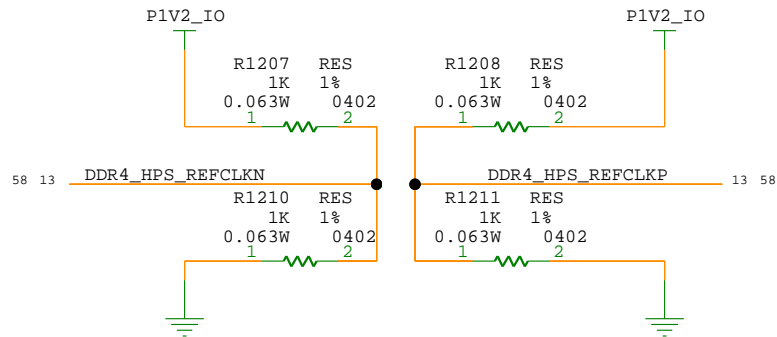 P1V2_IO P1V2_IO
R1207 RES R1208 RES
1K 1% 1K 1%
0.063W 0402 0.063W 0402
1 2 1 2
58 13 DDR4_HPS_REFCLKN DDR4_HPS_REFCLKP 13 58
R1210 RES R1211 RES
1K 1% 1K 1%
0.063W 0402 0.063W 0402
1 2 1 2